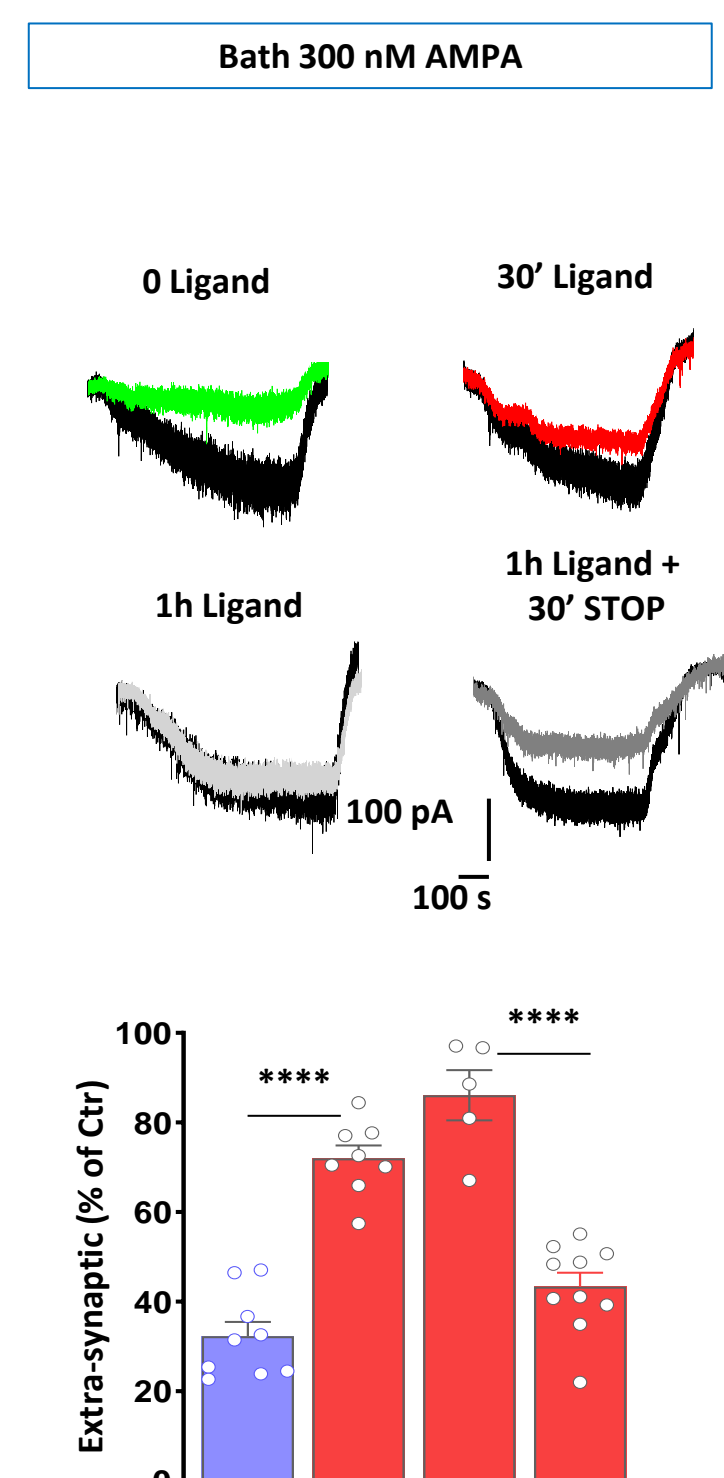 Bath 300 nM AMPA
0 Ligand
30’ Ligand
1h Ligand
1h Ligand +
30’ STOP
100 pA
100 s
****
****
Extra-synaptic (% of Ctr)
100
80
60
40
20
0